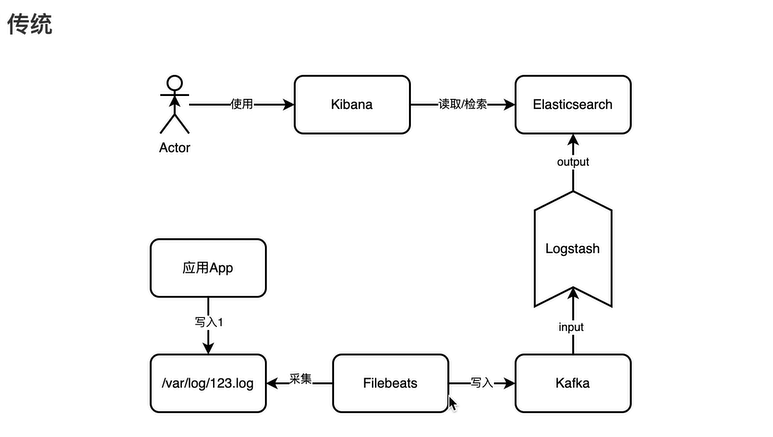 传统
使用
Kibana
读取/检索
Elasticsearch
Actor
output
Logstash
应用App
写入1
input
/var/log/123.log
采集
Filebeats
写入
Kafka